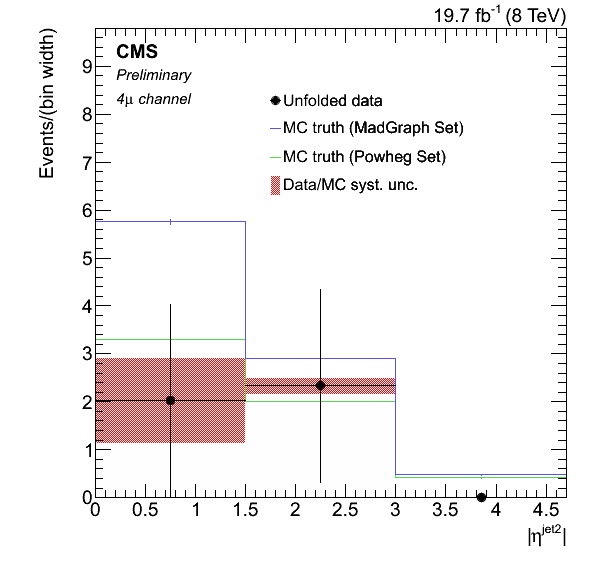 19.7 fb⁻¹ (8 TeV)
CMS
Preliminary
4μ channel
Unfolded data
MC truth (MadGraph Set)
MC truth (Powheg Set)
Data/MC syst. unc.
Events/(bin width)
9
8
7
6
5
4
3
2
1
0
0 0.5 1 1.5 2 2.5 3 3.5 4 4.5
|η^jet2|